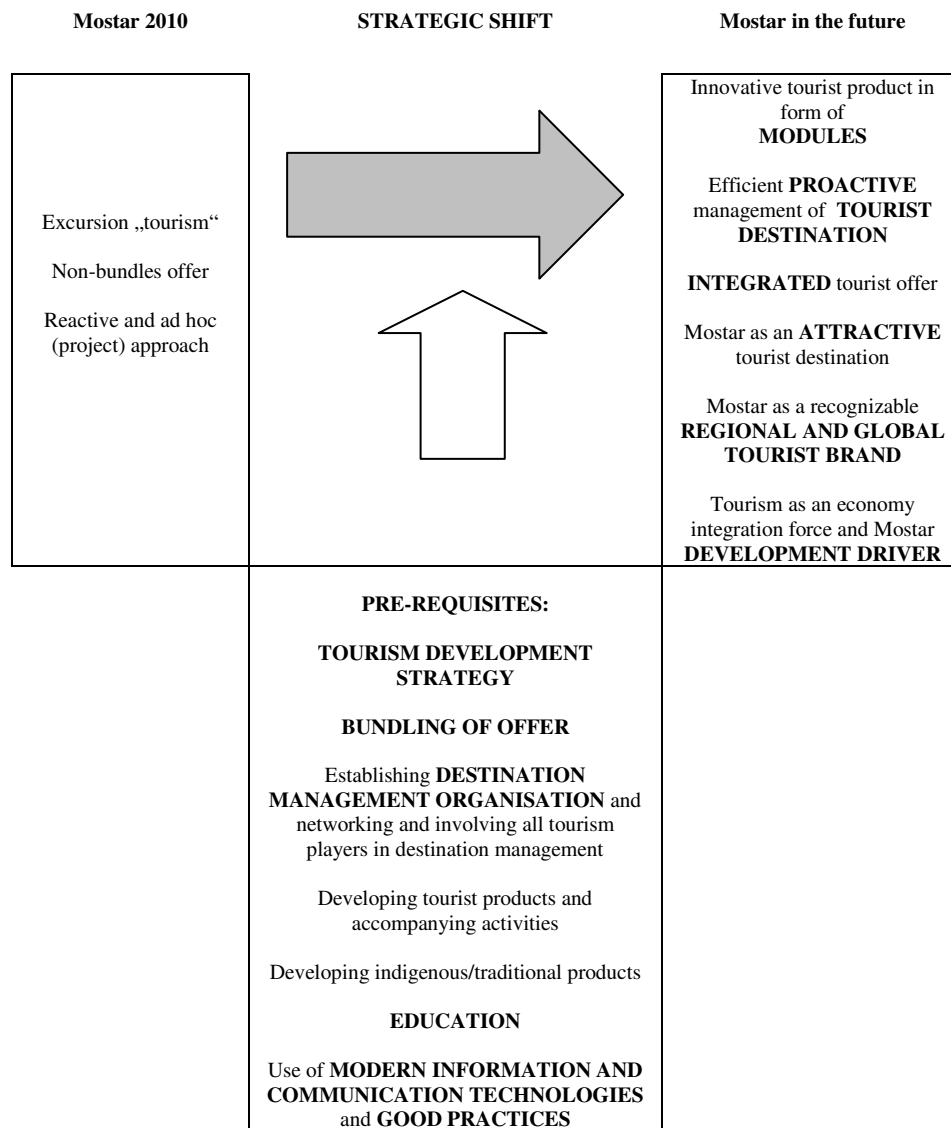 Mostar 2010
STRATEGIC SHIFT
Mostar in the future
Excursion „tourism“
Non-bundles offer
Reactive and ad hoc
(project) approach
Innovative tourist product in
form of
MODULES
Efficient PROACTIVE
management of TOURIST
DESTINATION
INTEGRATED tourist offer
Mostar as an ATTRACTIVE
tourist destination
Mostar as a recognizable
REGIONAL AND GLOBAL
TOURIST BRAND
Tourism as an economy
integration force and Mostar
DEVELOPMENT DRIVER
PRE-REQUISITES:
TOURISM DEVELOPMENT
STRATEGY
BUNDLING OF OFFER
Establishing DESTINATION
MANAGEMENT ORGANISATION and
networking and involving all tourism
players in destination management
Developing tourist products and
accompanying activities
Developing indigenous/traditional products
EDUCATION
Use of MODERN INFORMATION AND
COMMUNICATION TECHNOLOGIES
and GOOD PRACTICES